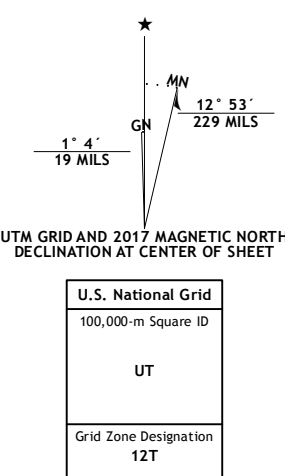 ★
MN
GN
12° 53´
229 MILS
1° 4´
19 MILS
UTM GRID AND 2017 MAGNETIC NORTH
DECLINATION AT CENTER OF SHEET
U.S. National Grid
100,000-m Square ID
UT
Grid Zone Designation
12T